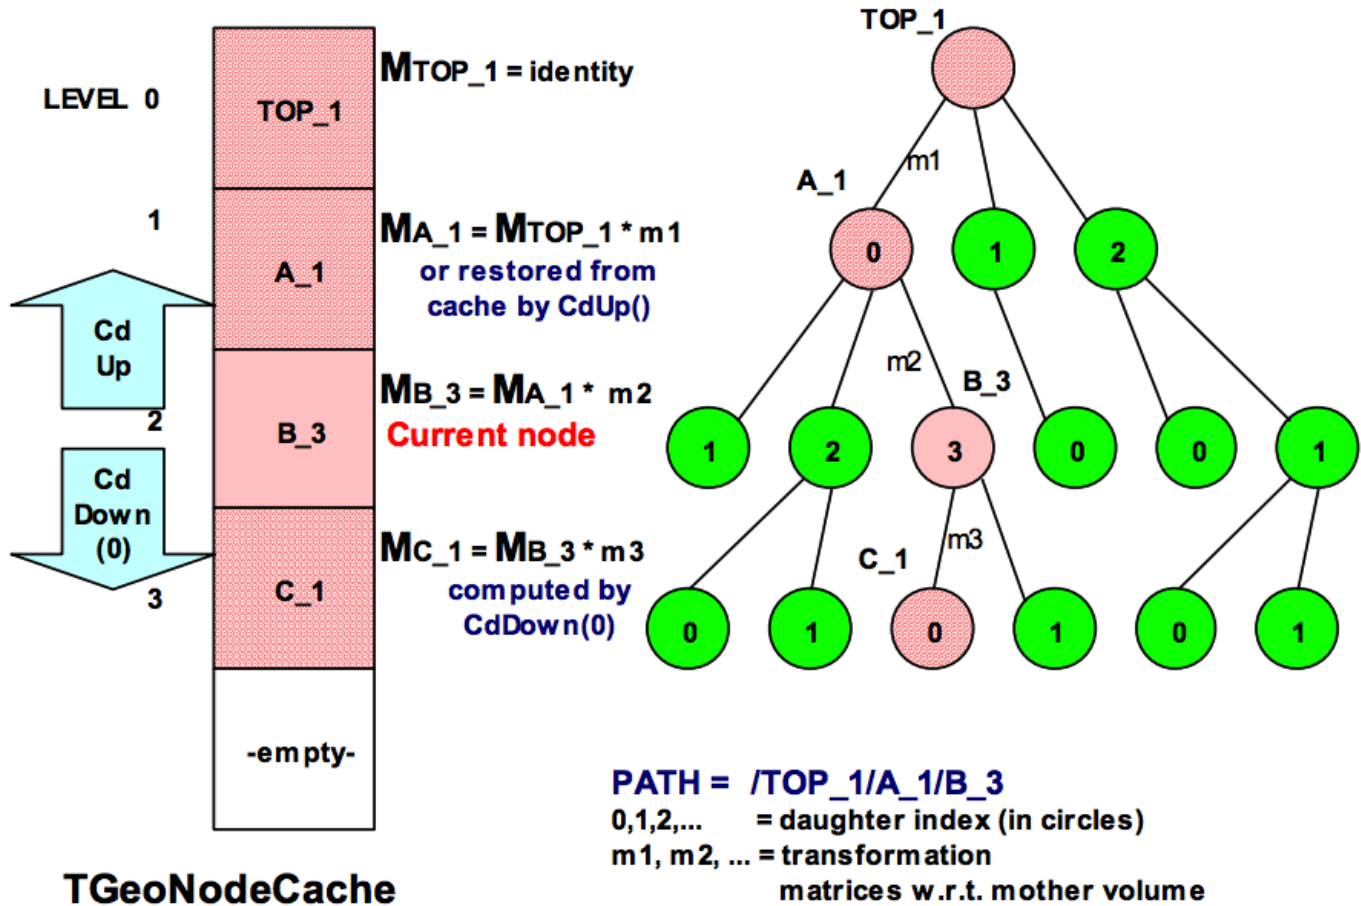 LEVEL 0
TOP_1
MTOP_1 = identity
1
A_1
MA_1 = MTOP_1 * m1
or restored from
cache by CdUp()
Cd
Up
2
B_3
MB_3 = MA_1 * m2
Current node
Cd
Down
(0)
3
C_1
MC_1 = MB_3 * m3
computed by
CdDown(0)
-empty-
TGeoNodeCache
TOP_1
m1
A_1
0 1 2
m2
B_3
1 2 3 0 0 1
m3
C_1
0 1 0 1 0 1
PATH = /TOP_1/A_1/B_3
0,1,2,... = daughter index (in circles)
m1, m2, ... = transformation
matrices w.r.t. mother volume